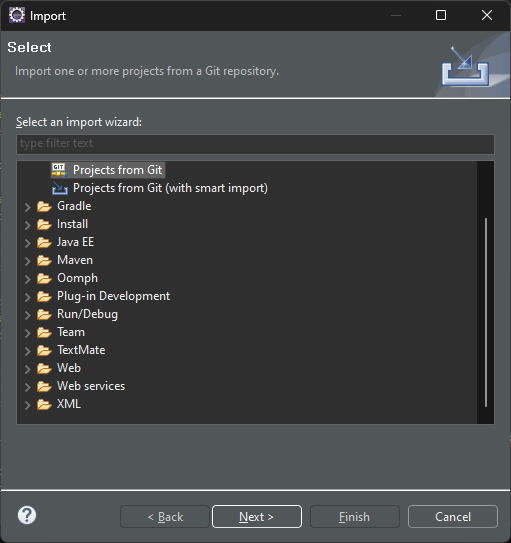 Import
Select
Import one or more projects from a Git repository.
Select an import wizard:
type filter text
GIT Projects from Git
Projects from Git (with smart import)
Gradle
Install
Java EE
Maven
Oomph
Plug-in Development
Run/Debug
Team
TextMate
Web
Web services
XML
? < Back Next > Finish Cancel